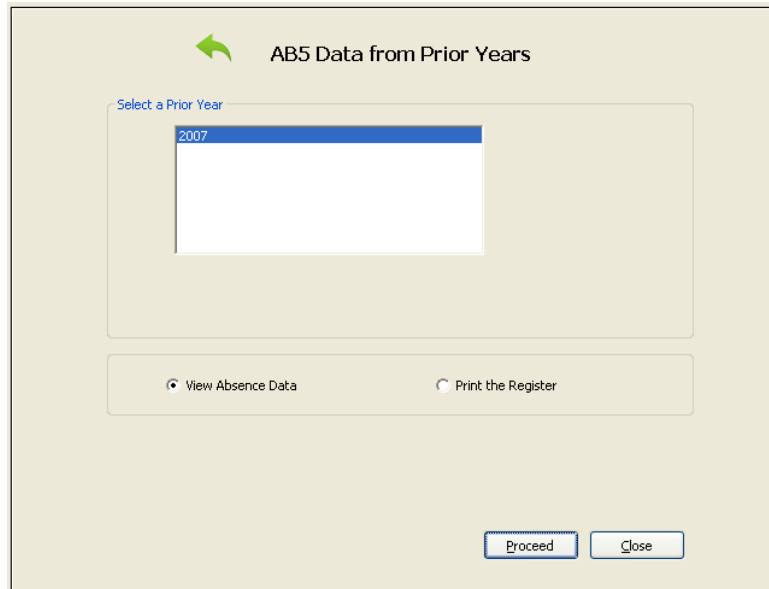 AB5 Data from Prior Years
Select a Prior Year
2007
View Absence Data Print the Register
Proceed Close